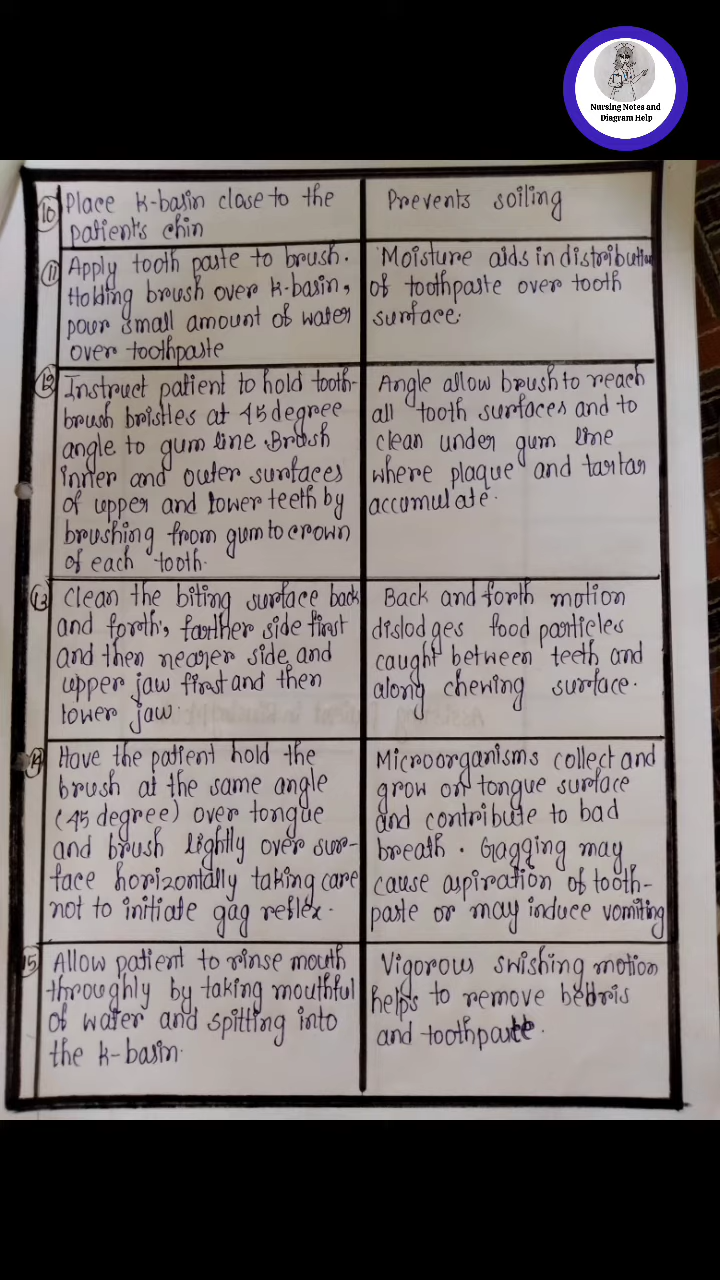 Nursing Notes and
Diagram Help
10 Place K-basin close to the
patient's chin
Prevents soiling
11 Apply tooth paste to brush.
Holding brush over K-basin,
pour small amount of water
over toothpaste
Moisture aids in distribution
of toothpaste over tooth
surface.
12 Instruct patient to hold tooth-
brush bristles at 45 degree
angle to gum line. Brush
inner and outer surfaces
of upper and lower teeth by
brushing from gum to crown
of each tooth.
Angle allow brush to reach
all tooth surfaces and to
clean under gum line
where plaque and tartar
accumulate.
13 Clean the biting surface back
and forth, farther side first
and then nearer side and
upper jaw first and then
lower jaw.
Back and forth motion
dislodges food particles
caught between teeth and
along chewing surface.
14 Have the patient hold the
brush at the same angle
(45 degree) over tongue
and brush lightly over sur-
face horizontally taking care
not to initiate gag reflex.
Microorganisms collect and
grow on tongue surface
and contribute to bad
breath. Gagging may
cause aspiration of tooth-
paste or may induce vomiting
15 Allow patient to rinse mouth
throughly by taking mouthful
of water and spitting into
the K-basin.
Vigorous swishing motion
helps to remove bebris
and toothpaste.